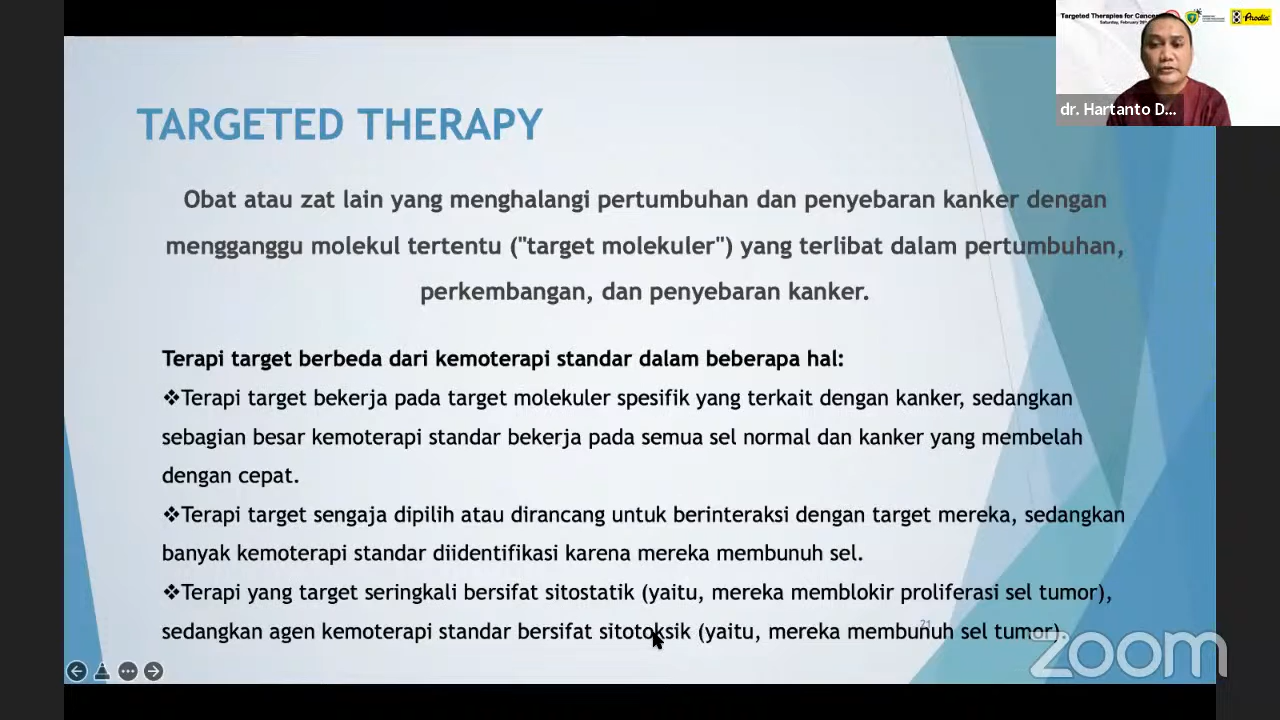 TARGETED THERAPY
Obat atau zat lain yang menghalangi pertumbuhan dan penyebaran kanker dengan
mengganggu molekul tertentu ("target molekuler") yang terlibat dalam pertumbuhan,
perkembangan, dan penyebaran kanker.
Terapi target berbeda dari kemoterapi standar dalam beberapa hal:
❖Terapi target bekerja pada target molekuler spesifik yang terkait dengan kanker, sedangkan
sebagian besar kemoterapi standar bekerja pada semua sel normal dan kanker yang membelah
dengan cepat.
❖Terapi target sengaja dipilih atau dirancang untuk berinteraksi dengan target mereka, sedangkan
banyak kemoterapi standar diidentifikasi karena mereka membunuh sel.
❖Terapi yang target seringkali bersifat sitostatik (yaitu, mereka memblokir proliferasi sel tumor),
sedangkan agen kemoterapi standar bersifat sitotoksik (yaitu, mereka membunuh sel tumor).
21
zoom
Targeted Therapies for Cancer
Saturday, February
Prodia
dr. Hartanto D...